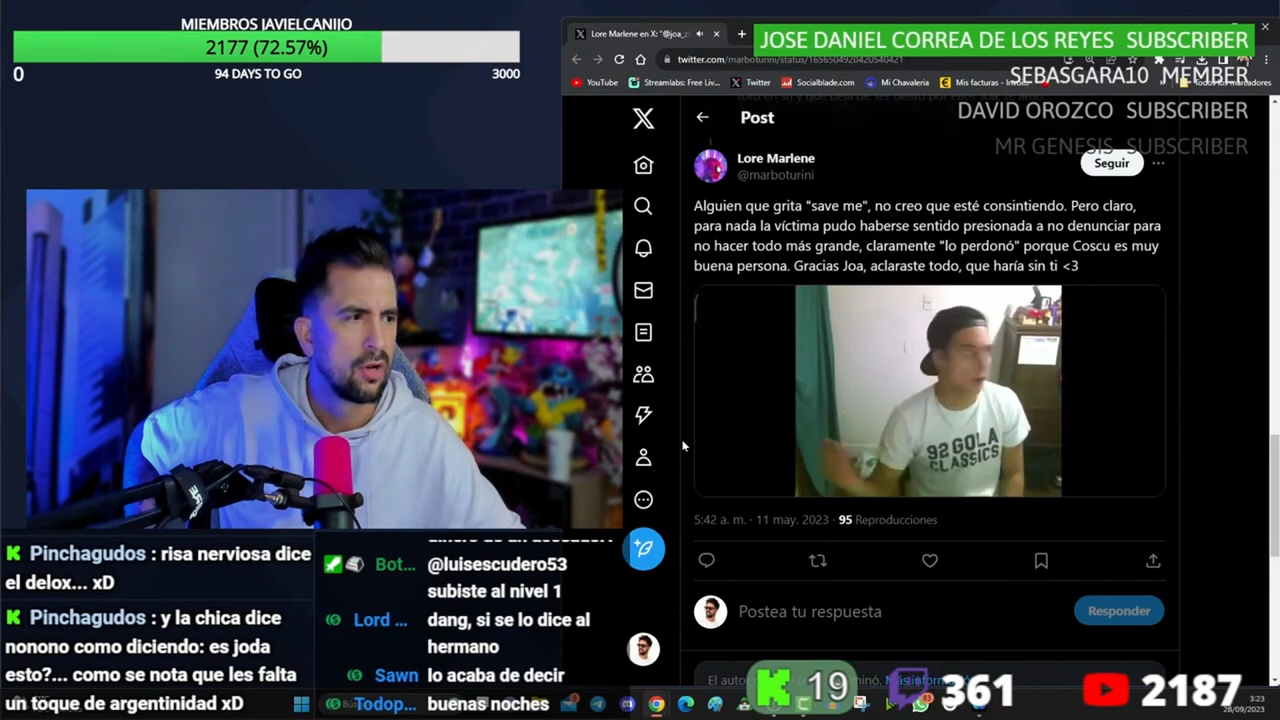 MIEMBROS JAVIELCANIJO
2177 (72.57%)
0
94 DAYS TO GO
3000
Lore Marlene en X: "@joa_z
JOSE DANIEL CORREA DE LOS REYES SUBSCRIBER
SEBASGARA10 MEMBER
DAVID OROZCO SUBSCRIBER
MR GENESIS SUBSCRIBER
twitter.com/marboturini/status/1656504920420540421
YouTube
Streamlabs: Free Liv...
Twitter
Socialblade.com
Mi Chavaleria
Mis facturas - Invo...
Todos los marcadores
Post
Lore Marlene
@marboturini
Seguir
Alguien que grita "save me", no creo que esté consintiendo. Pero claro,
para nada la víctima pudo haberse sentido presionada a no denunciar para
no hacer todo más grande, claramente "lo perdonó" porque Coscu es muy
buena persona. Gracias Joa, aclaraste todo, que haría sin ti <3
92 GOLA
CLASSICS
5:42 a. m. · 11 may. 2023 · 95 Reproducciones
Postea tu respuesta
Responder
Pinchagudos : risa nerviosa dice
el delox... xD
Pinchagudos : y la chica dice
nonono como diciendo: es joda
esto?... como se nota que les falta
un toque de argentinidad xD
Bot...
@luisescudero53
subiste al nivel 1
Lord ...
dang, si se lo dice al
hermano
Sawn
lo acaba de decir
Todop...
buenas noches
19
361
2187
3:23
28/09/2023